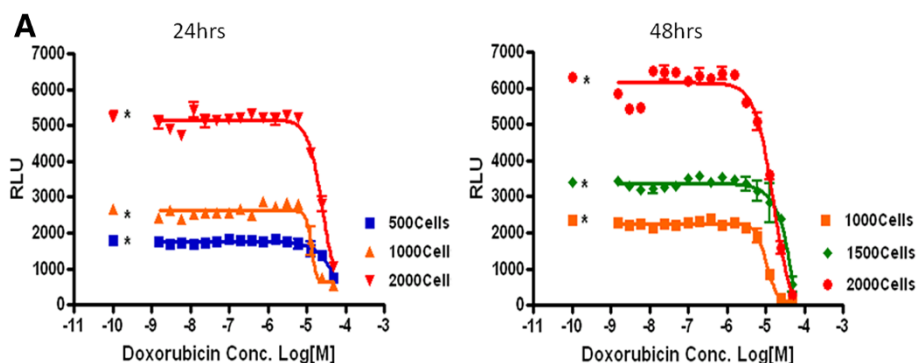 A
24hrs
7000
6000
5000
4000
3000
2000
1000
0
RLU
*
*
*
500Cells
1000Cell
2000Cell
-11 -10 -9 -8 -7 -6 -5 -4 -3
Doxorubicin Conc. Log[M]
48hrs
7000
6000
5000
4000
3000
2000
1000
0
RLU
*
*
*
1000Cells
1500Cells
2000Cells
-11 -10 -9 -8 -7 -6 -5 -4 -3
Doxorubicin Conc. Log[M]